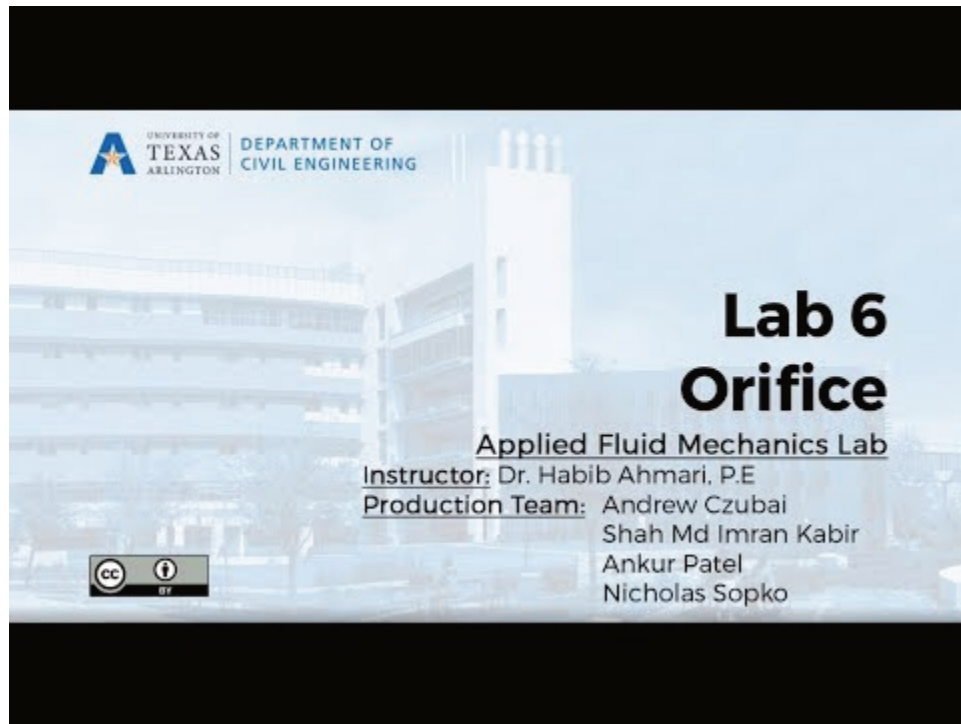 UNIVERSITY OF
TEXAS
ARLINGTON
DEPARTMENT OF
CIVIL ENGINEERING
Lab 6
Orifice
Applied Fluid Mechanics Lab
Instructor: Dr. Habib Ahmari, P.E
Production Team: Andrew Czubai
Shah Md Imran Kabir
Ankur Patel
Nicholas Sopko
cc
BY